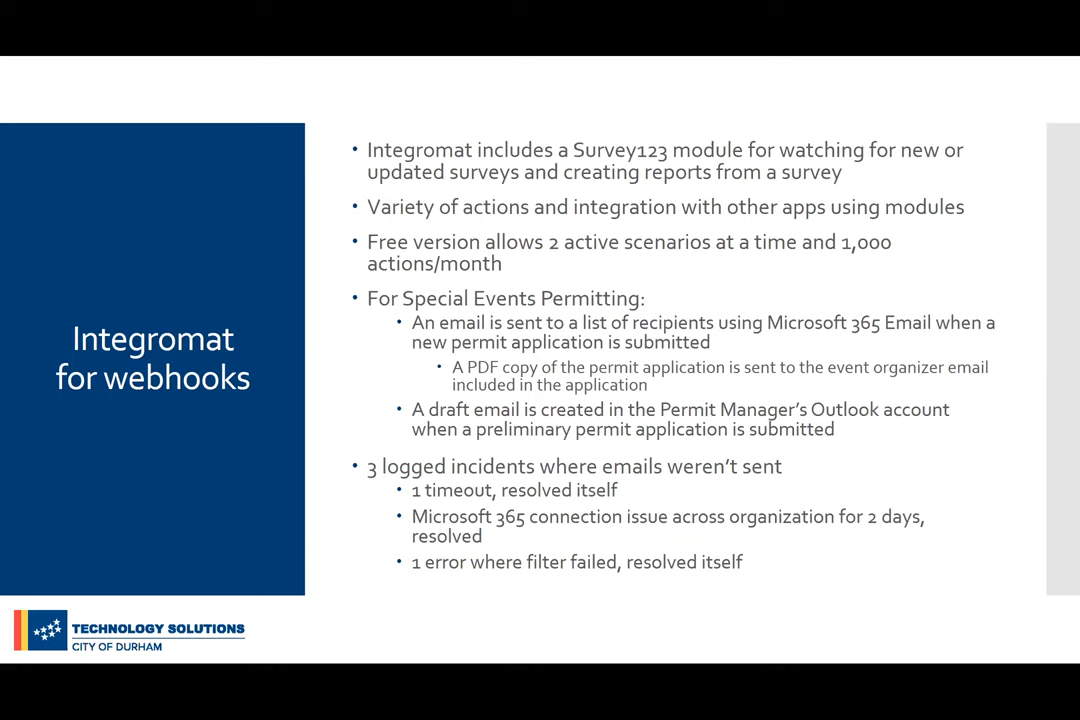 Integromat
for webhooks
• Integromat includes a Survey123 module for watching for new or
updated surveys and creating reports from a survey
• Variety of actions and integration with other apps using modules
• Free version allows 2 active scenarios at a time and 1,000
actions/month
• For Special Events Permitting:
• An email is sent to a list of recipients using Microsoft 365 Email when a
new permit application is submitted
• A PDF copy of the permit application is sent to the event organizer email
included in the application
• A draft email is created in the Permit Manager’s Outlook account
when a preliminary permit application is submitted
• 3 logged incidents where emails weren’t sent
• 1 timeout, resolved itself
• Microsoft 365 connection issue across organization for 2 days,
resolved
• 1 error where filter failed, resolved itself
TECHNOLOGY SOLUTIONS
CITY OF DURHAM